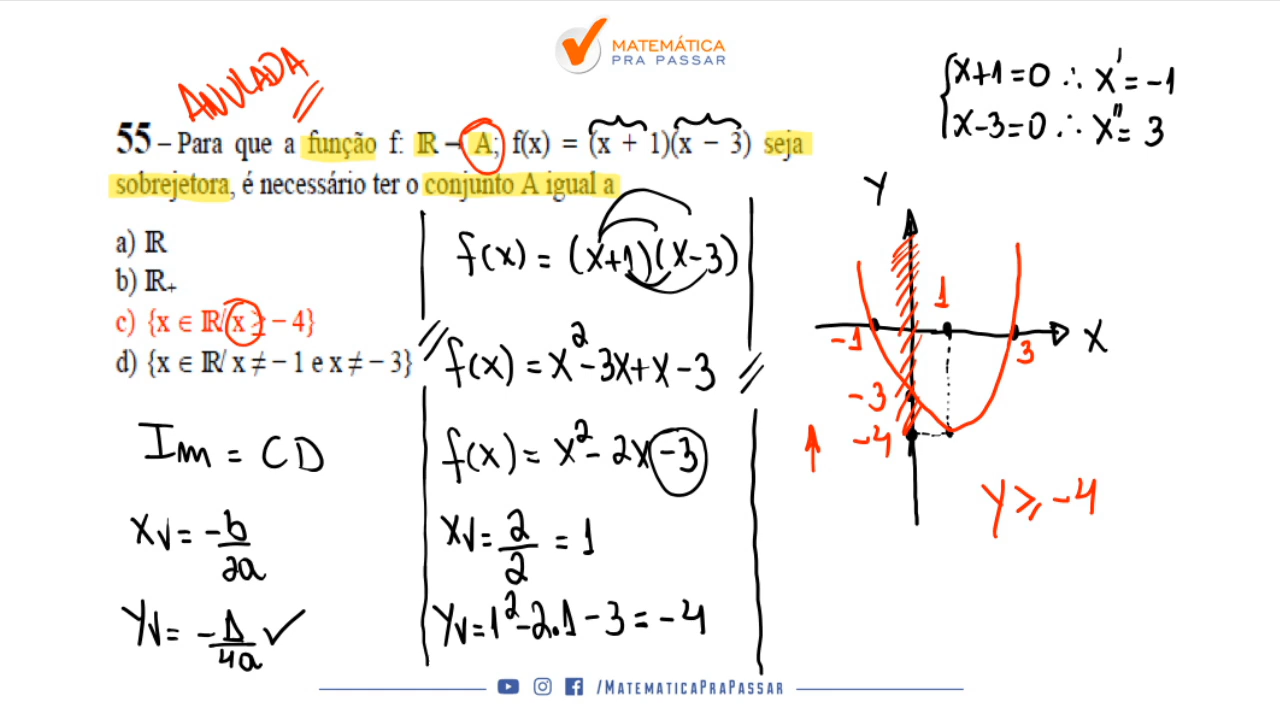 MATEMÁTICA
PRA PASSAR
ANULADA
55 – Para que a função f: ℝ → A; f(x) = (x + 1)(x − 3) seja
sobrejetora, é necessário ter o conjunto A igual a
a) ℝ
b) ℝ₊
c) {x ∈ ℝ/ x ≥ − 4}
d) {x ∈ ℝ/ x ≠ − 1 e x ≠ − 3}
Im = CD
Xv = -b/2a
Yv = -Δ/4a ✓
f(x) = (x+1)(x-3)
f(x) = x² - 3x + x - 3
f(x) = x² - 2x - 3
Xv = 2/2 = 1
Yv = 1² - 2.1 - 3 = -4
x+1=0 ∴ x' = -1
x-3=0 ∴ x" = 3
Y
1
-1
3
X
-3
-4
Y ≥ -4
/MatematicaPraPassar